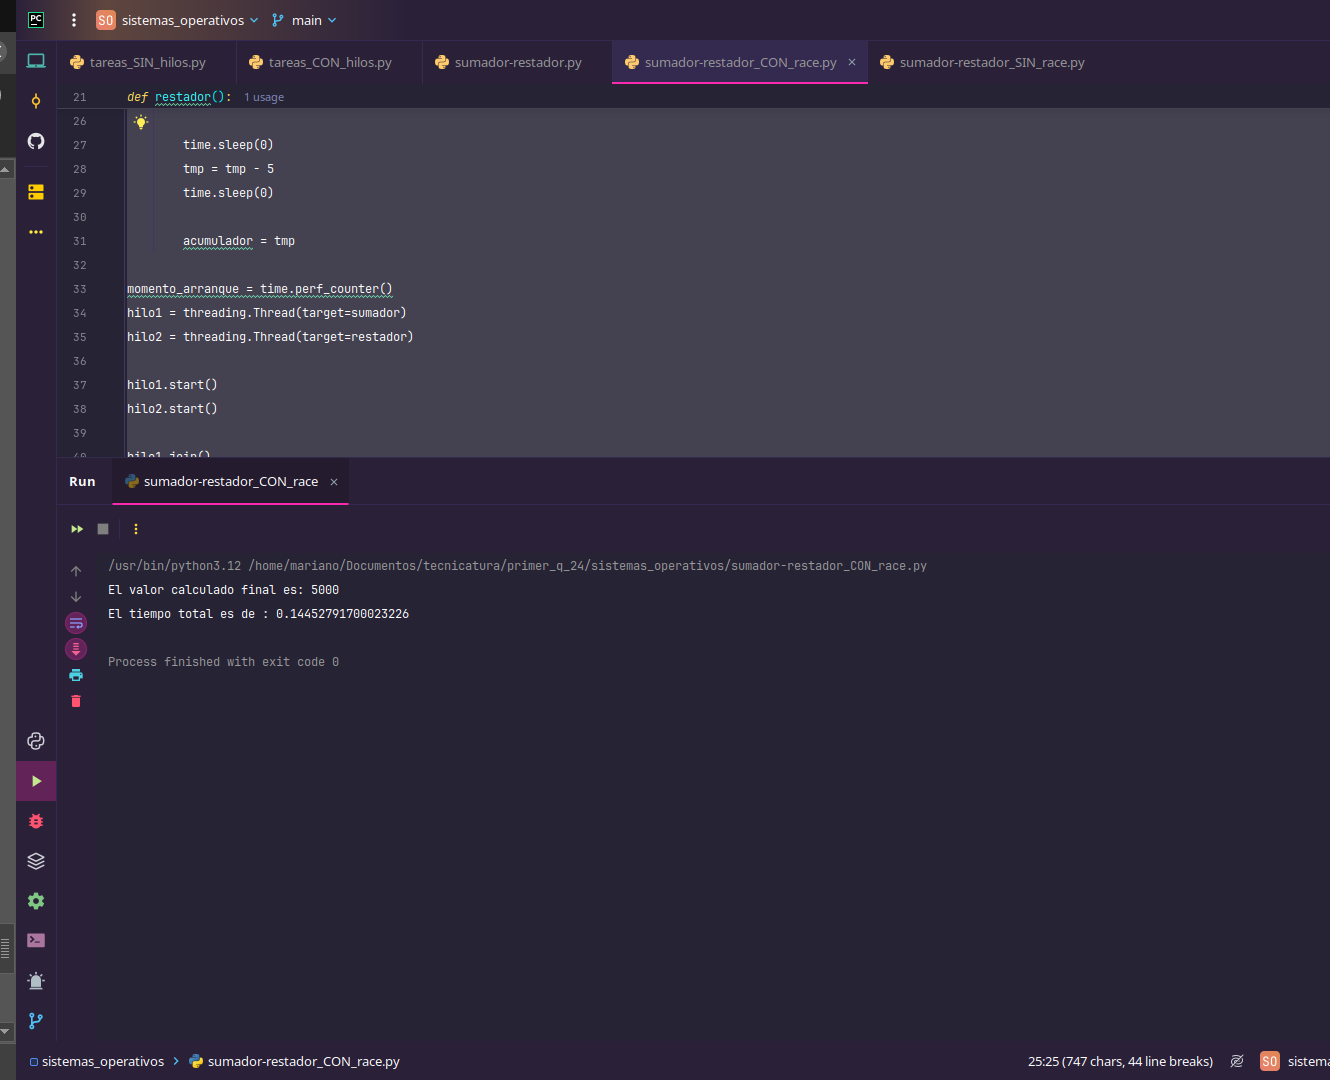 PC SO sistemas_operativos main
tareas_SIN_hilos.py tareas_CON_hilos.py sumador-restador.py sumador-restador_CON_race.py sumador-restador_SIN_race.py
21 def restador(): 1 usage
26
27 time.sleep(0)
28 tmp = tmp - 5
29 time.sleep(0)
30
31 acumulador = tmp
32
33 momento_arranque = time.perf_counter()
34 hilo1 = threading.Thread(target=sumador)
35 hilo2 = threading.Thread(target=restador)
36
37 hilo1.start()
38 hilo2.start()
39
40 hilo1.join()
Run sumador-restador_CON_race
/usr/bin/python3.12 /home/mariano/Documentos/tecnicatura/primer_q_24/sistemas_operativos/sumador-restador_CON_race.py
El valor calculado final es: 5000
El tiempo total es de : 0.14452791700023226
Process finished with exit code 0
sistemas_operativos > sumador-restador_CON_race.py 25:25 (747 chars, 44 line breaks) SO sistema